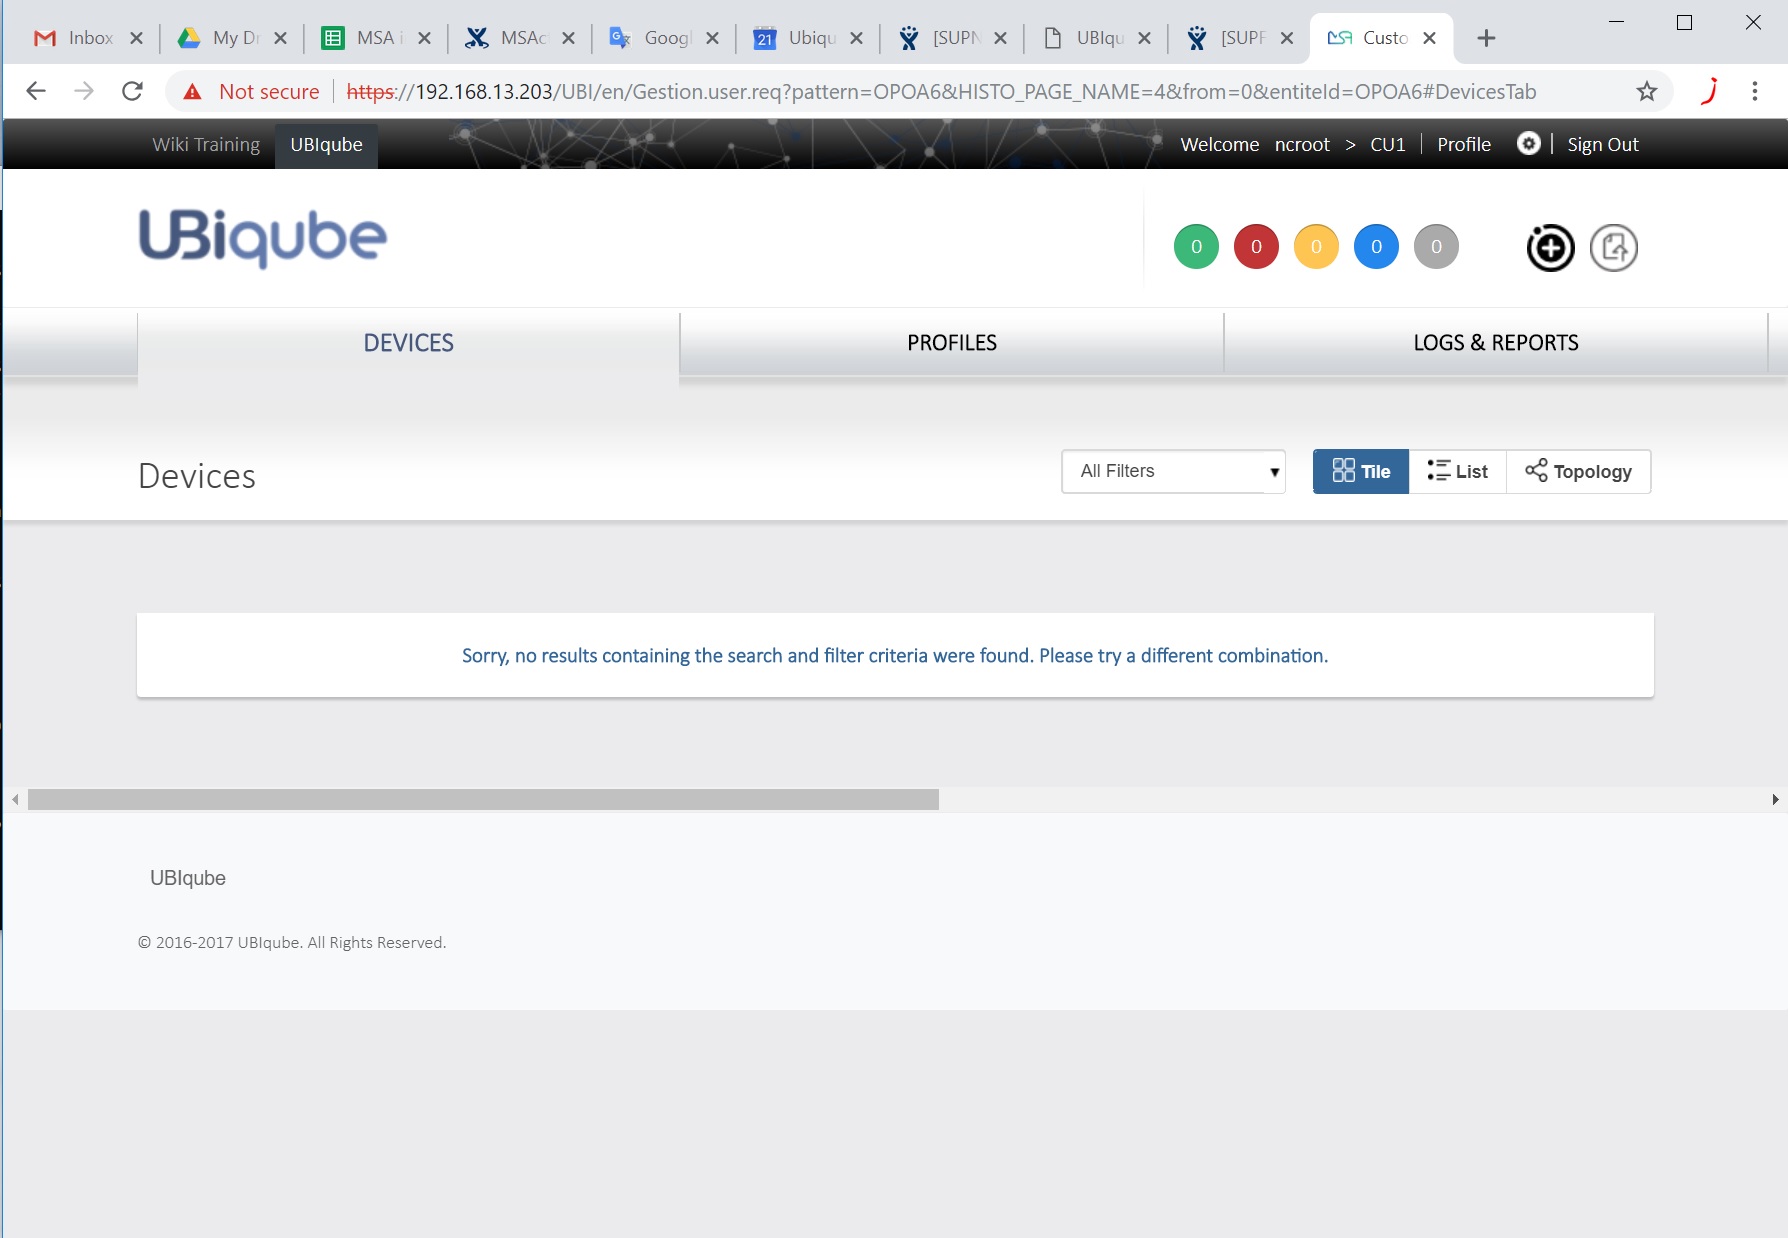 Inbox My Dr MSA i MSAc Googl 21 Ubiqu [SUPN UBIqu [SUPF Custo
Not secure https://192.168.13.203/UBI/en/Gestion.user.req?pattern=OPOA6&HISTO_PAGE_NAME=4&from=0&entiteId=OPOA6#DevicesTab
Wiki Training UBIqube Welcome ncroot > CU1 Profile Sign Out
UBiqube 0 0 0 0 0
DEVICES PROFILES LOGS & REPORTS
Devices All Filters Tile List Topology
Sorry, no results containing the search and filter criteria were found. Please try a different combination.
UBIqube
© 2016-2017 UBIqube. All Rights Reserved.